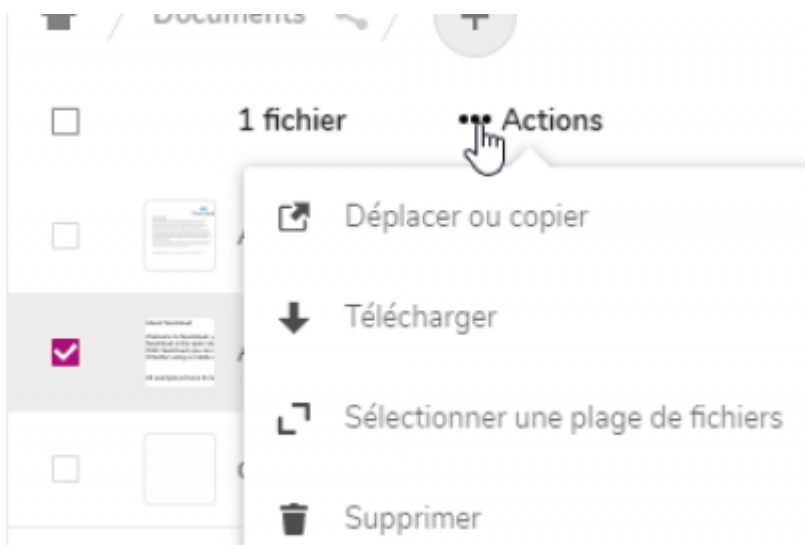 Documents
1 fichier
••• Actions
Déplacer ou copier
Télécharger
Sélectionner une plage de fichiers
Supprimer